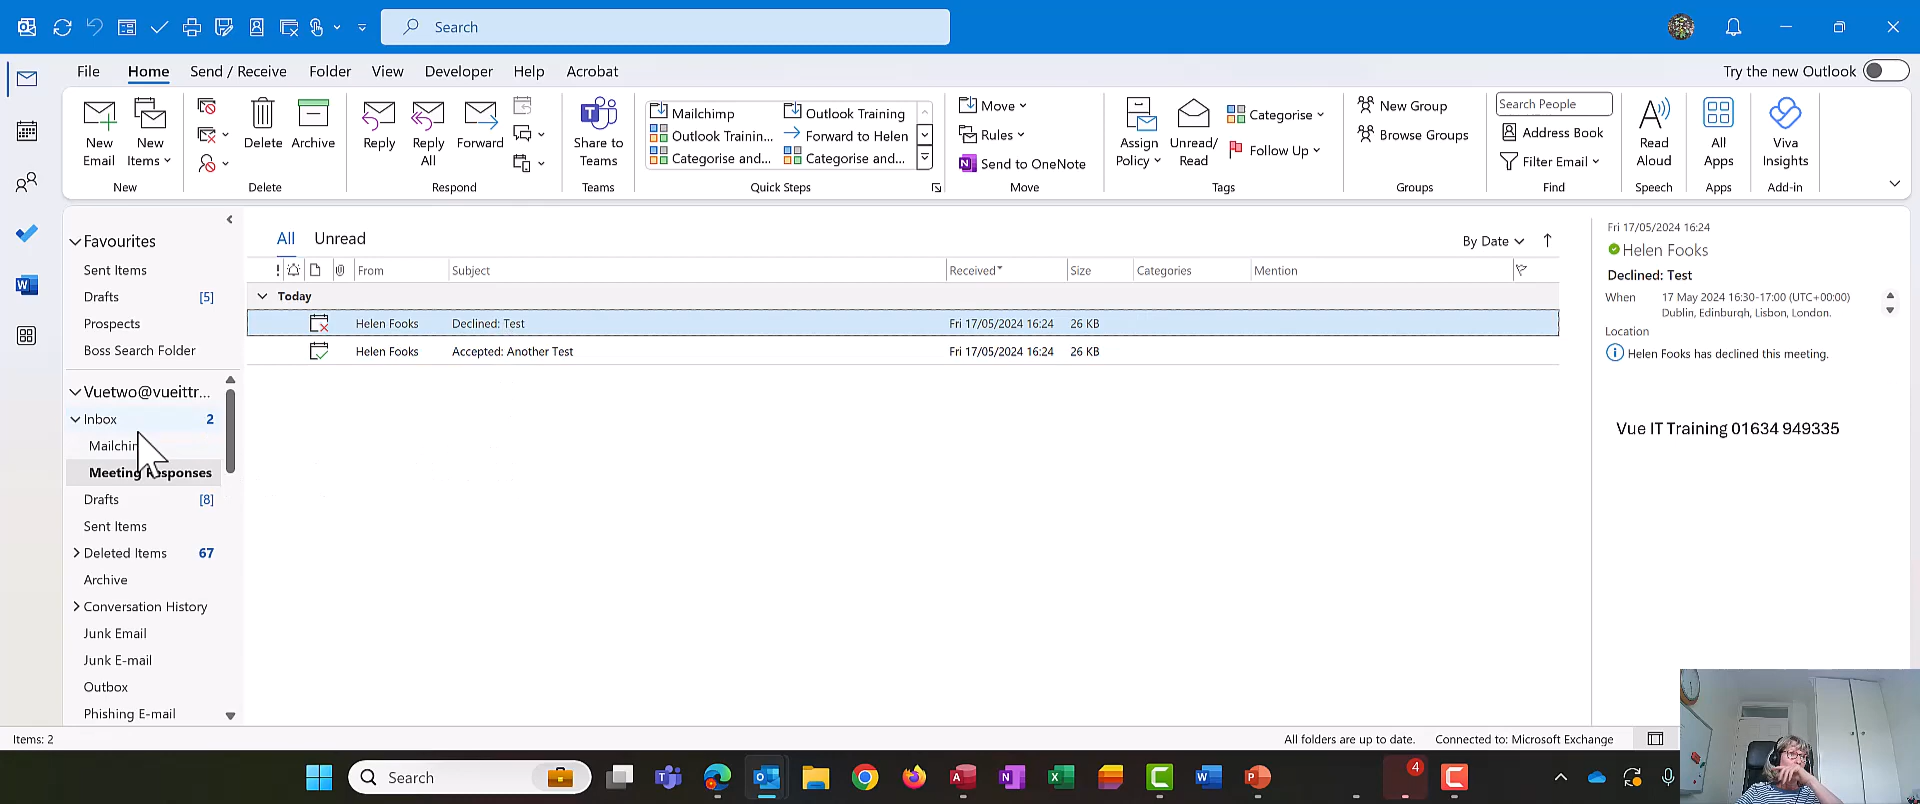 Search
File Home Send / Receive Folder View Developer Help Acrobat
Try the new Outlook
New Email
New Items
New
Delete
Archive
Delete
Reply
Reply All
Forward
Respond
Share to Teams
Teams
Mailchimp
Outlook Training
Outlook Trainin...
Forward to Helen
Categorise and...
Categorise and...
Quick Steps
Move
Rules
Send to OneNote
Move
Assign Policy
Unread/ Read
Categorise
Follow Up
Tags
New Group
Browse Groups
Groups
Search People
Address Book
Filter Email
Find
Read Aloud
Speech
All Apps
Apps
Viva Insights
Add-in
Favourites
Sent Items
Drafts [5]
Prospects
Boss Search Folder
Vuetwo@vueittr...
Inbox 2
Mailchim
Meeting Responses
Drafts [8]
Sent Items
Deleted Items 67
Archive
Conversation History
Junk Email
Junk E-mail
Outbox
Phishing E-mail
All Unread
By Date
! From Subject Received Size Categories Mention
Today
Helen Fooks Declined: Test Fri 17/05/2024 16:24 26 KB
Helen Fooks Accepted: Another Test Fri 17/05/2024 16:24 26 KB
Fri 17/05/2024 16:24
Helen Fooks
Declined: Test
When 17 May 2024 16:30-17:00 (UTC+00:00)
Dublin, Edinburgh, Lisbon, London.
Location
Helen Fooks has declined this meeting.
Vue IT Training 01634 949335
Items: 2
All folders are up to date.
Connected to: Microsoft Exchange
Search
4